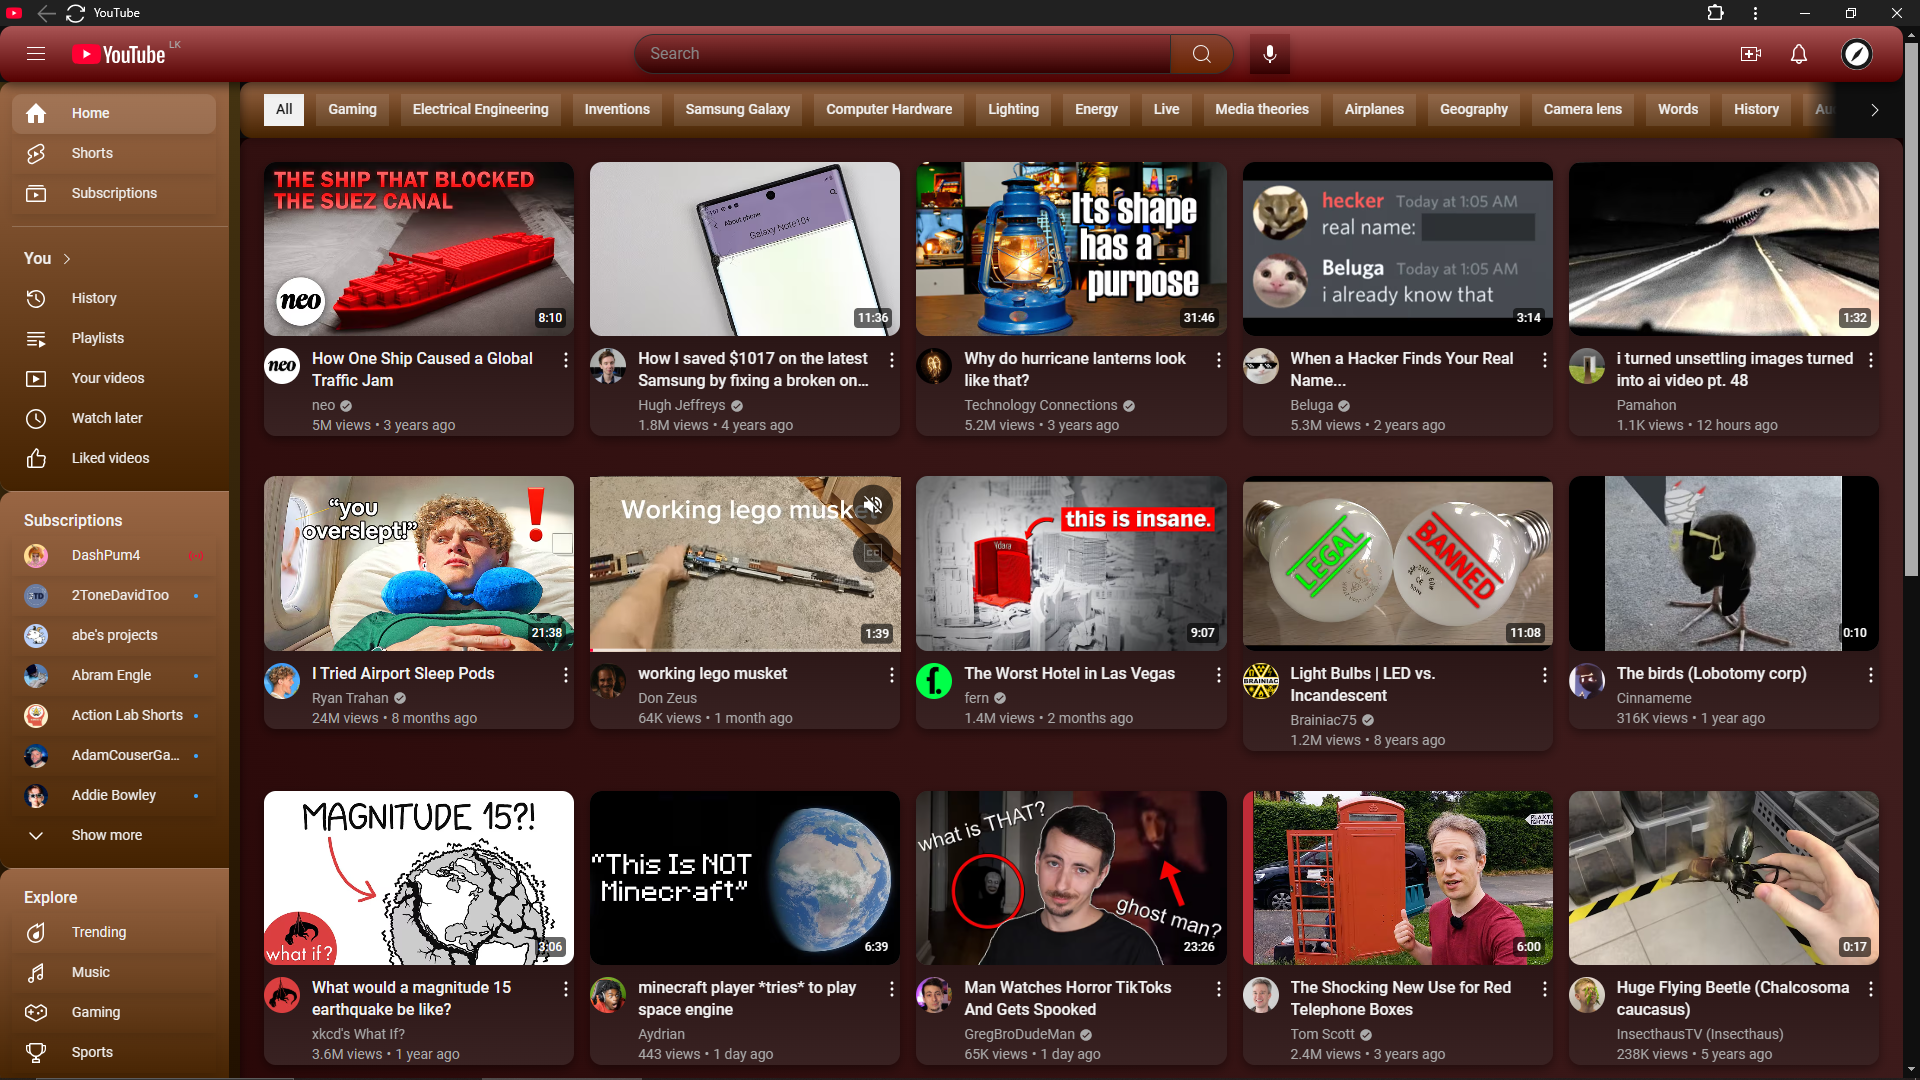 YouTube
YouTube LK
Search
Home
Shorts
Subscriptions
You
History
Playlists
Your videos
Watch later
Liked videos
Subscriptions
DashPum4
2ToneDavidToo
abe's projects
Abram Engle
Action Lab Shorts
AdamCouserGa...
Addie Bowley
Show more
Explore
Trending
Music
Gaming
Sports
All
Gaming
Electrical Engineering
Inventions
Samsung Galaxy
Computer Hardware
Lighting
Energy
Live
Media theories
Airplanes
Geography
Camera lens
Words
History
THE SHIP THAT BLOCKED
THE SUEZ CANAL
neo
8:10
neo
How One Ship Caused a Global
Traffic Jam
neo
5M views • 3 years ago
About phone
Galaxy Note10+
11:36
How I saved $1017 on the latest
Samsung by fixing a broken on...
Hugh Jeffreys
1.8M views • 4 years ago
Its shape
has a
purpose
31:46
Why do hurricane lanterns look
like that?
Technology Connections
5.2M views • 3 years ago
hecker Today at 1:05 AM
real name:
Beluga Today at 1:05 AM
i already know that
3:14
When a Hacker Finds Your Real
Name...
Beluga
5.3M views • 2 years ago
1:32
i turned unsettling images turned
into ai video pt. 48
Pamahon
1.1K views • 12 hours ago
“you
overslept!”
21:38
I Tried Airport Sleep Pods
Ryan Trahan
24M views • 8 months ago
Working lego musket
CC
1:39
working lego musket
Don Zeus
64K views • 1 month ago
this is insane.
Vdara
9:07
f.
The Worst Hotel in Las Vegas
fern
1.4M views • 2 months ago
LEGAL
BANNED
11:08
BRAINIAC
Light Bulbs | LED vs.
Incandescent
Brainiac75
1.2M views • 8 years ago
0:10
The birds (Lobotomy corp)
Cinnameme
316K views • 1 year ago
MAGNITUDE 15?!
what if?
3:06
What would a magnitude 15
earthquake be like?
xkcd's What If?
3.6M views • 1 year ago
“This Is NOT
Minecraft”
6:39
minecraft player *tries* to play
space engine
Aydrian
443 views • 1 day ago
what is THAT?
ghost man?
23:26
Man Watches Horror TikToks
And Gets Spooked
GregBroDudeMan
65K views • 1 day ago
6:00
The Shocking New Use for Red
Telephone Boxes
Tom Scott
2.4M views • 3 years ago
0:17
Huge Flying Beetle (Chalcosoma
caucasus)
InsecthausTV (Insecthaus)
238K views • 5 years ago